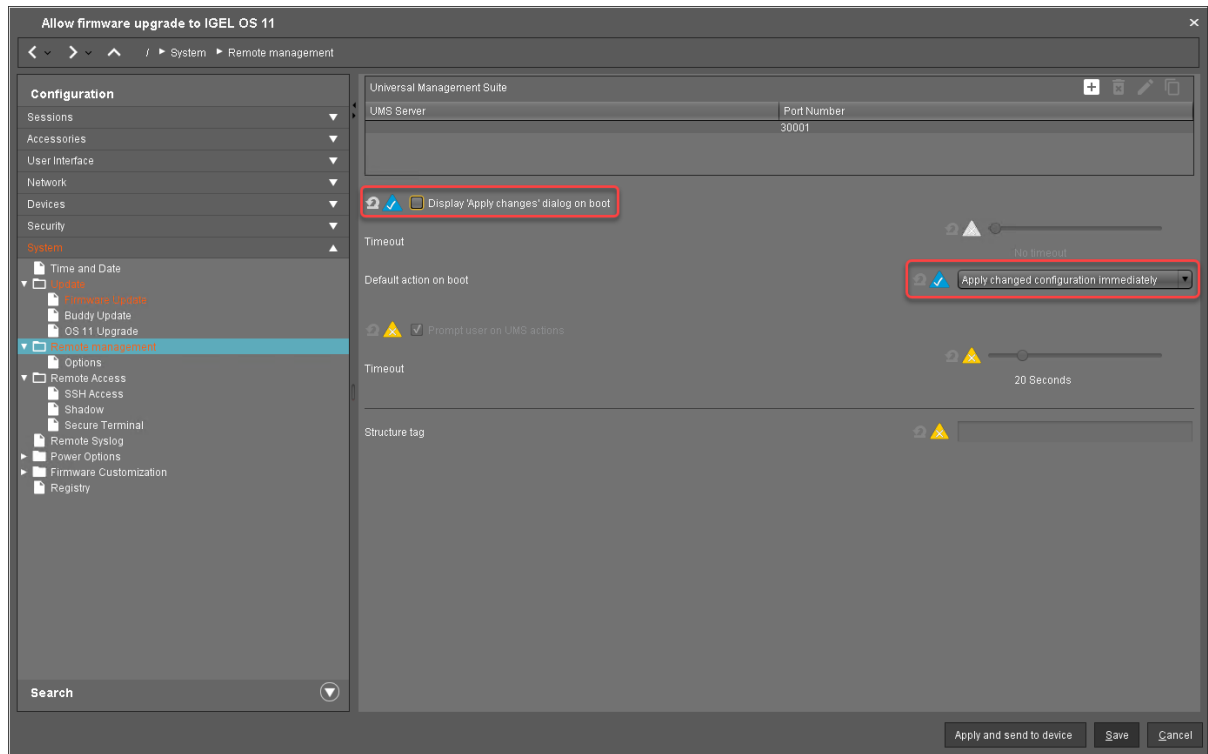 Allow firmware upgrade to IGEL OS 11
/ System Remote management
Configuration
Sessions
Accessories
User Interface
Network
Devices
Security
System
Time and Date
Update
Firmware Update
Buddy Update
OS 11 Upgrade
Remote management
Options
Remote Access
SSH Access
Shadow
Secure Terminal
Remote Syslog
Power Options
Firmware Customization
Registry
Search
Universal Management Suite
UMS Server Port Number
30001
Display 'Apply changes' dialog on boot
Timeout
No timeout
Default action on boot Apply changed configuration immediately
Prompt user on UMS actions
Timeout
20 Seconds
Structure tag
Apply and send to device Save Cancel